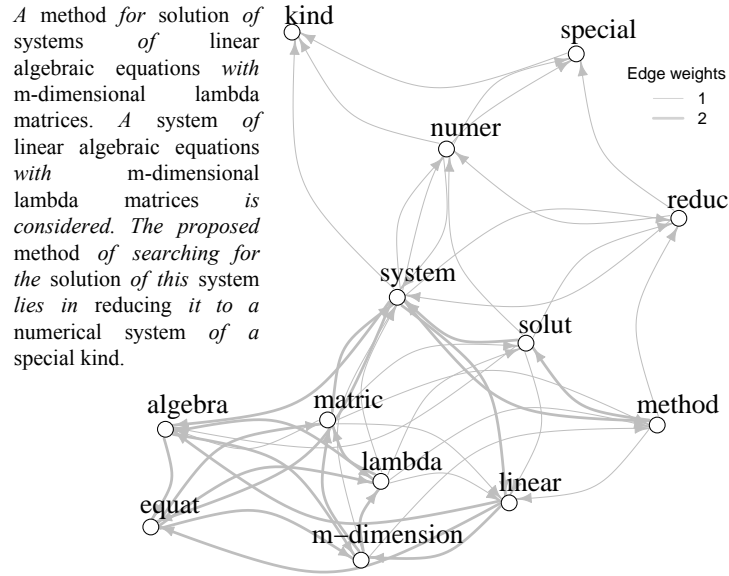 A method for solution of
systems of linear
algebraic equations with
m-dimensional lambda
matrices. A system of
linear algebraic equations
with m-dimensional
lambda matrices is
considered. The proposed
method of searching for
the solution of this system
lies in reducing it to a
numerical system of a
special kind.
kind
special
Edge weights
1
2
numer
reduc
system
solut
algebra
matric
method
lambda
linear
equat
m-dimension